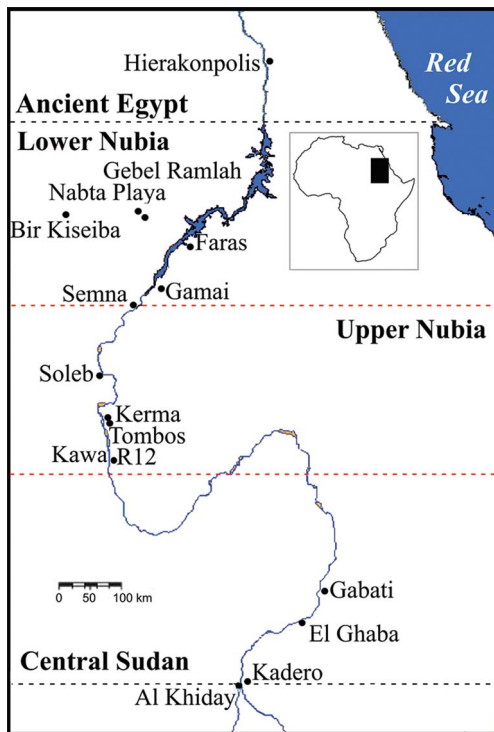 Hierakonpolis
Red
Sea
Ancient Egypt
Lower Nubia
Gebel Ramlah
Nabta Playa
Bir Kiseiba
Faras
Semna
Gamai
Upper Nubia
Soleb
Kerma
Tombos
Kawa
R12
0 50 100 km
Gabati
El Ghaba
Central Sudan
Kadero
Al Khiday